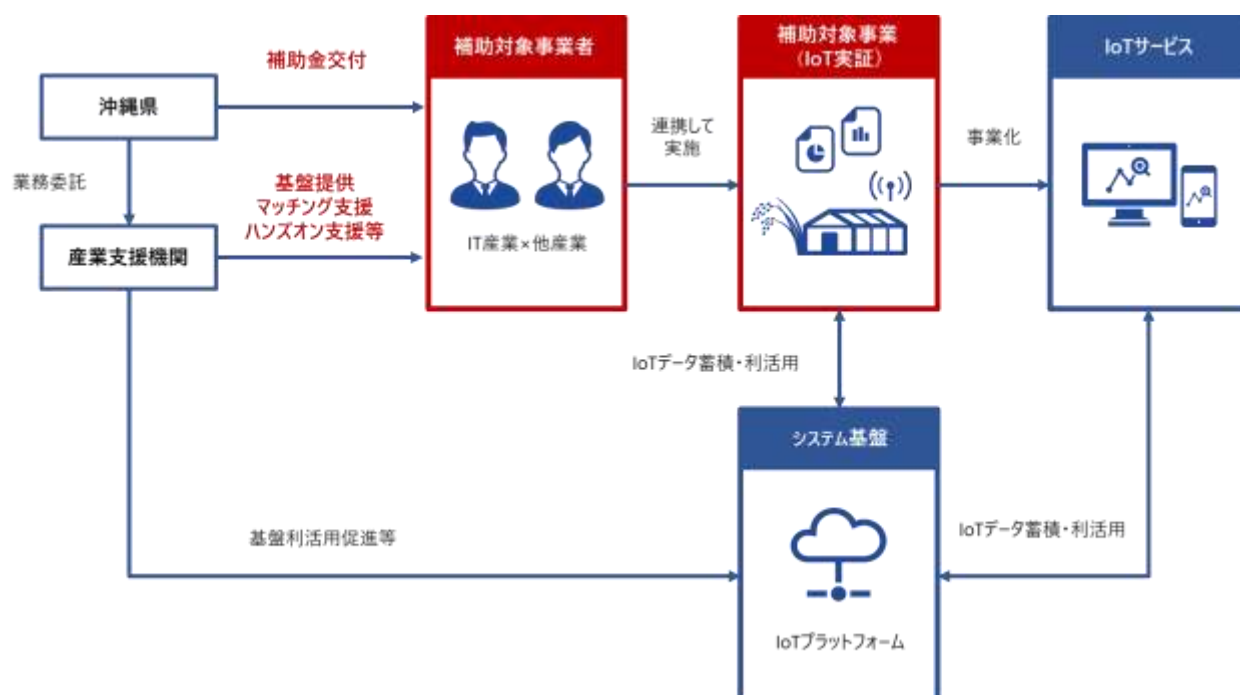 補助対象事業者
補助対象事業
(IoT実証)
IoTサービス
補助金交付
沖縄県
連携して
実施
事業化
業務委託
基盤提供
マッチング支援
ハンズオン支援等
産業支援機関
IT産業×他産業
IoTデータ蓄積・利活用
システム基盤
基盤利活用促進等
IoTデータ蓄積・利活用
IoTプラットフォーム